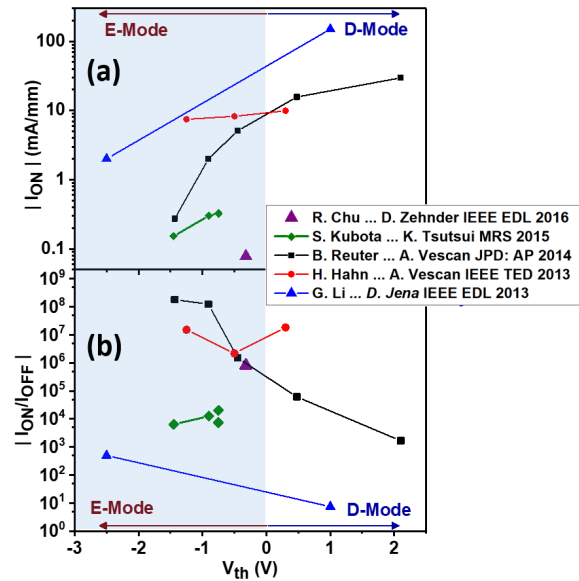 E-Mode D-Mode
(a)
| I_ON | (mA/mm)
100
10
1
0.1
R. Chu ... D. Zehnder IEEE EDL 2016
S. Kubota ... K. Tsutsui MRS 2015
B. Reuter ... A. Vescan JPD: AP 2014
H. Hahn ... A. Vescan IEEE TED 2013
G. Li ... D. Jena IEEE EDL 2013
(b)
| I_ON/I_OFF |
10^9
10^8
10^7
10^6
10^5
10^4
10^3
10^2
10^1
10^0
E-Mode D-Mode
-3 -2 -1 0 1 2
V_th (V)